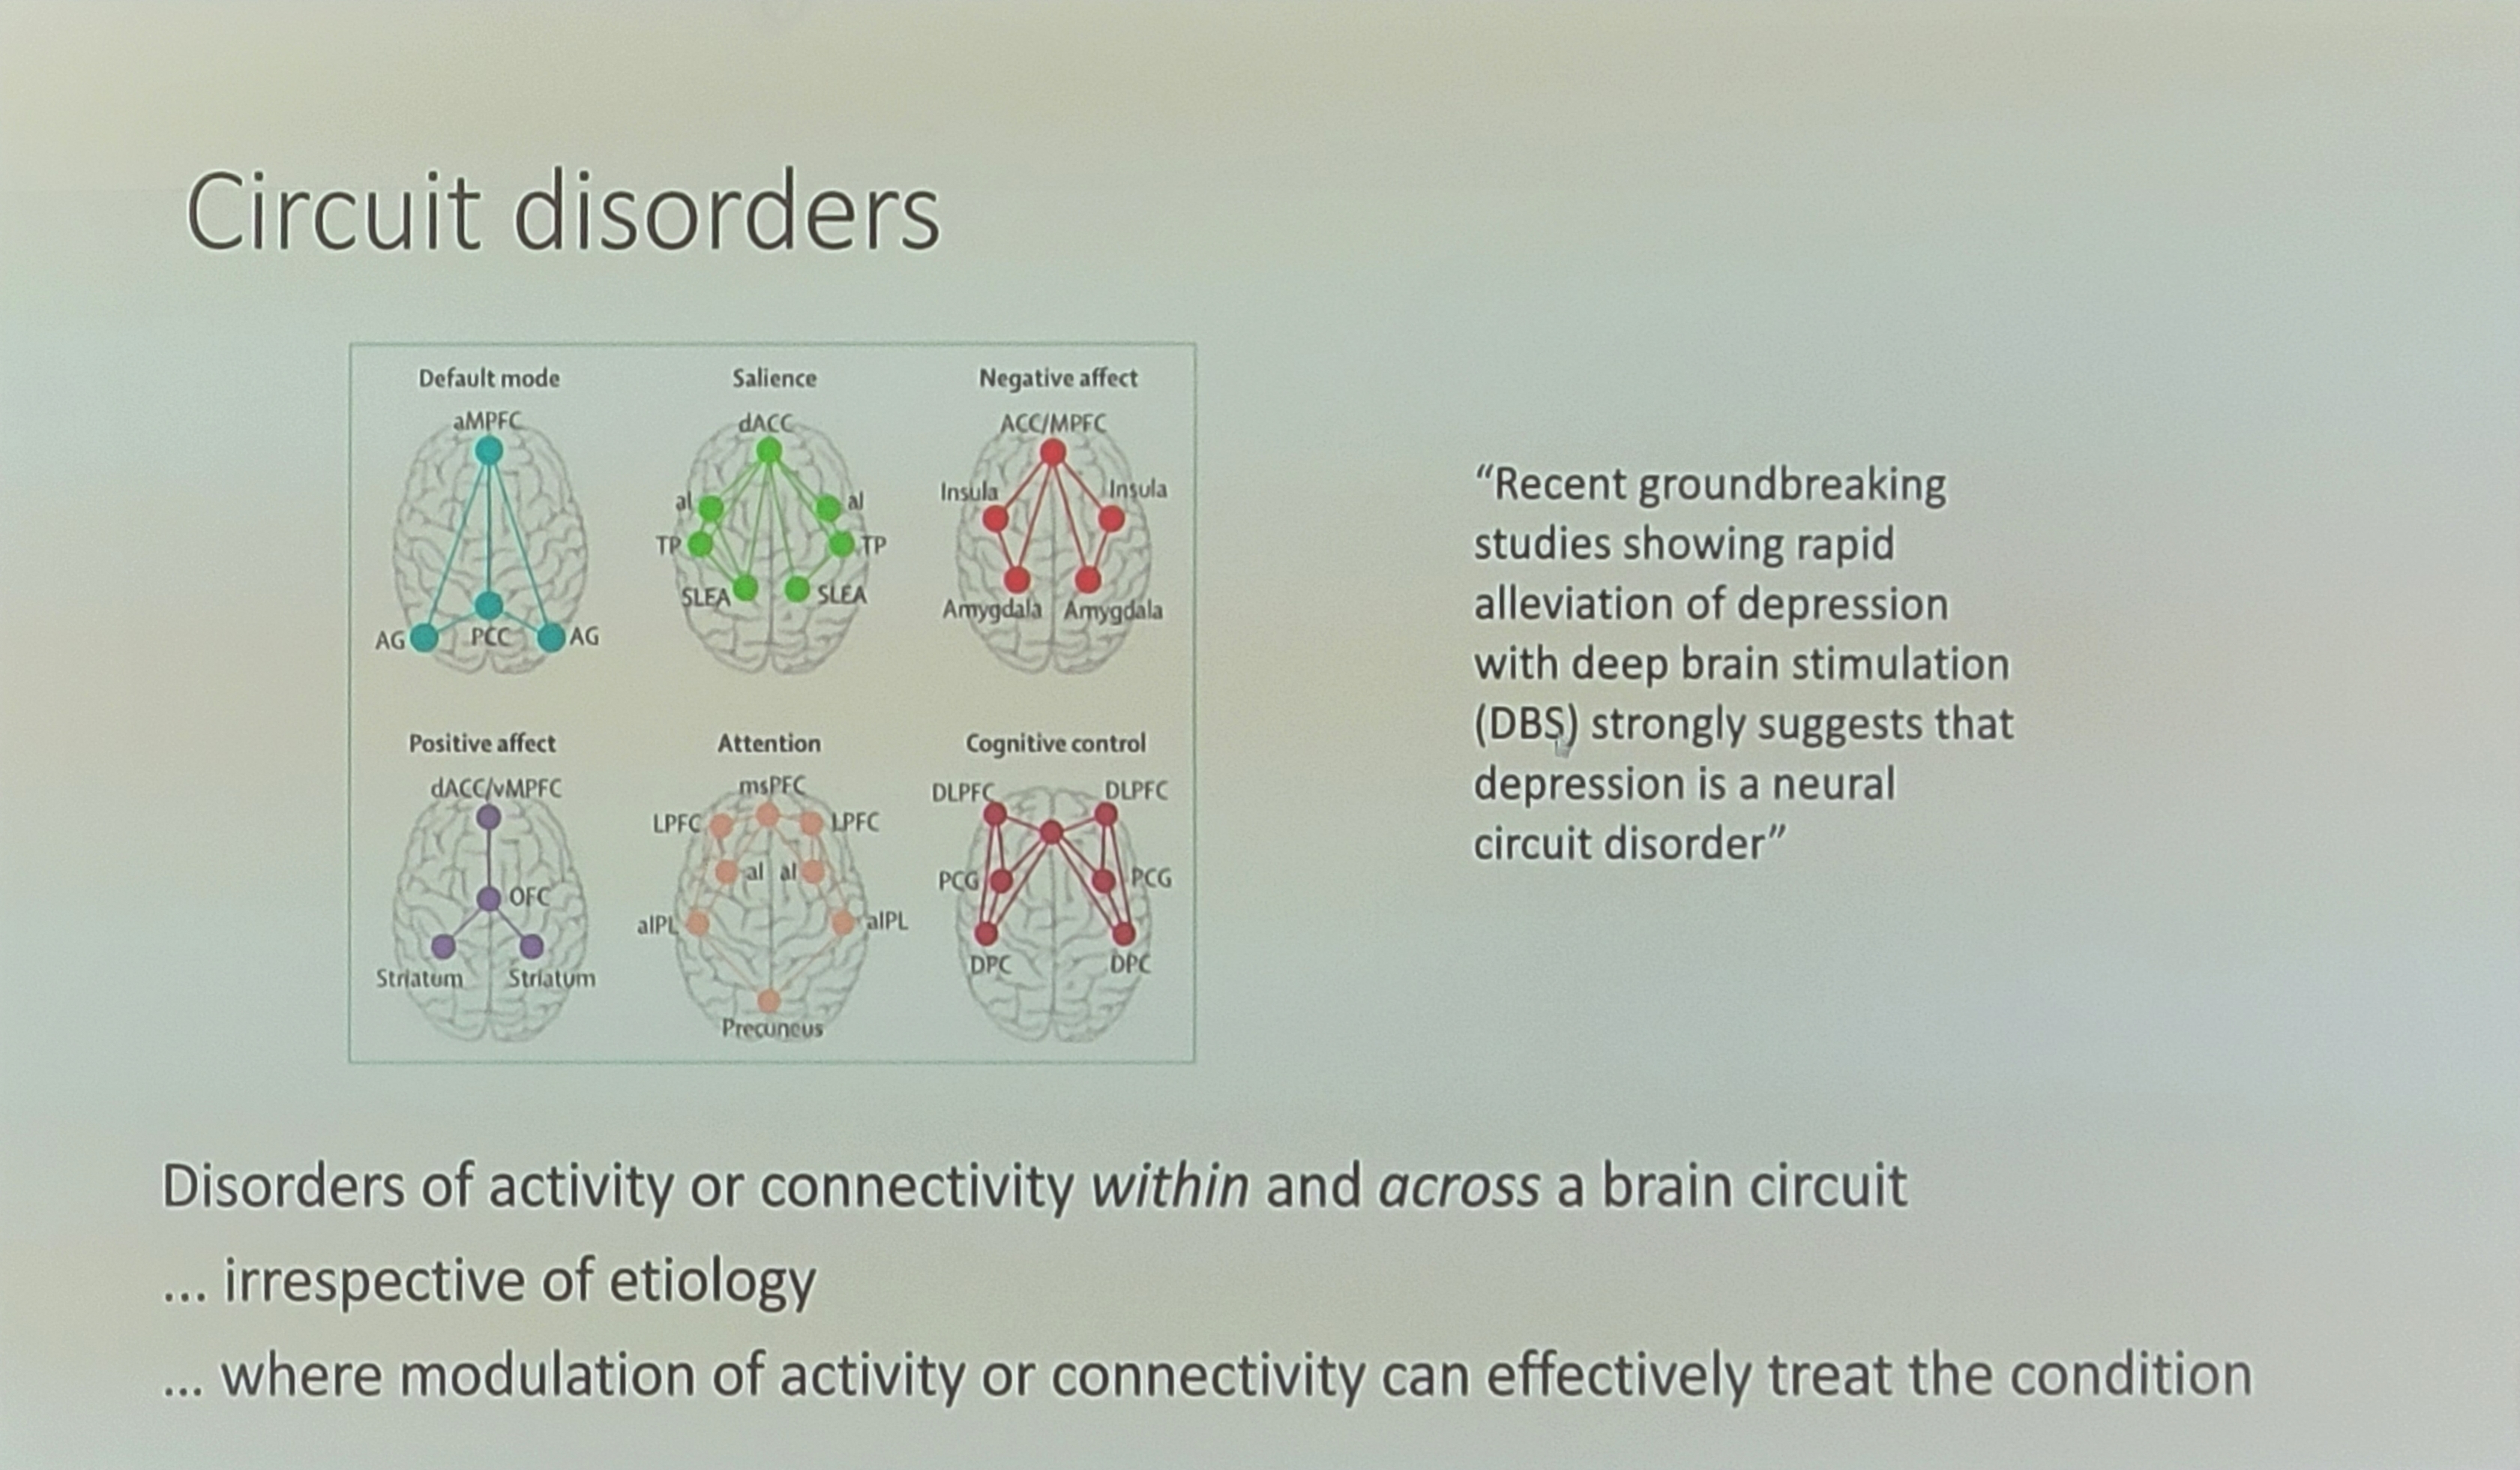 Circuit disorders
Default mode
aMPFC
AG
PCC
AG
Salience
dACC
aI
aI
TP
TP
SLEA
SLEA
Negative affect
ACC/MPFC
Insula
Insula
Amygdala
Amygdala
Positive affect
dACC/vMPFC
OFC
Striatum
Striatum
Attention
msPFC
LPFC
LPFC
aI
aI
aIPL
aIPL
Precuneus
Cognitive control
DLPFC
DLPFC
PCG
PCG
DPC
DPC
“Recent groundbreaking
studies showing rapid
alleviation of depression
with deep brain stimulation
(DBS) strongly suggests that
depression is a neural
circuit disorder”
Disorders of activity or connectivity within and across a brain circuit
... irrespective of etiology
... where modulation of activity or connectivity can effectively treat the condition